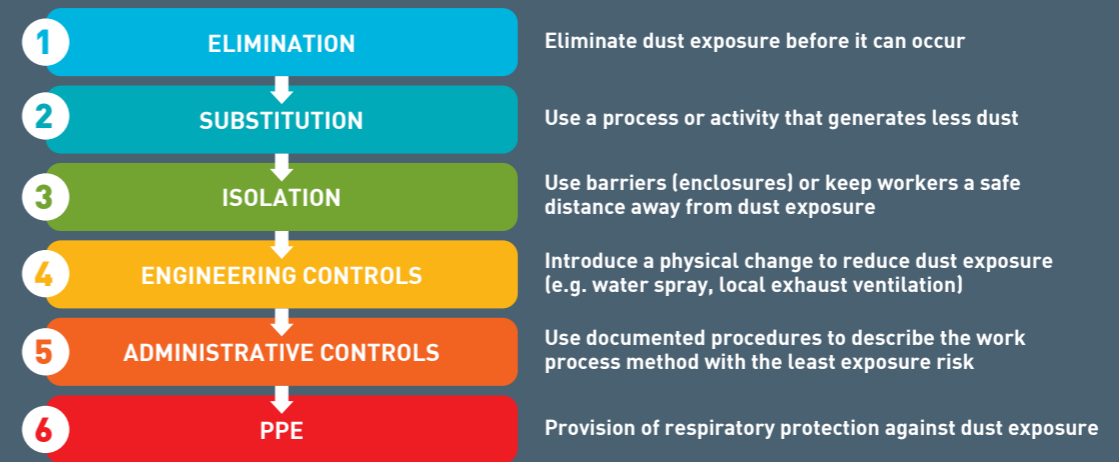 1
ELIMINATION
Eliminate dust exposure before it can occur
2
SUBSTITUTION
Use a process or activity that generates less dust
3
ISOLATION
Use barriers (enclosures) or keep workers a safe
distance away from dust exposure
4
ENGINEERING CONTROLS
Introduce a physical change to reduce dust exposure
(e.g. water spray, local exhaust ventilation)
5
ADMINISTRATIVE CONTROLS
Use documented procedures to describe the work
process method with the least exposure risk
6
PPE
Provision of respiratory protection against dust exposure